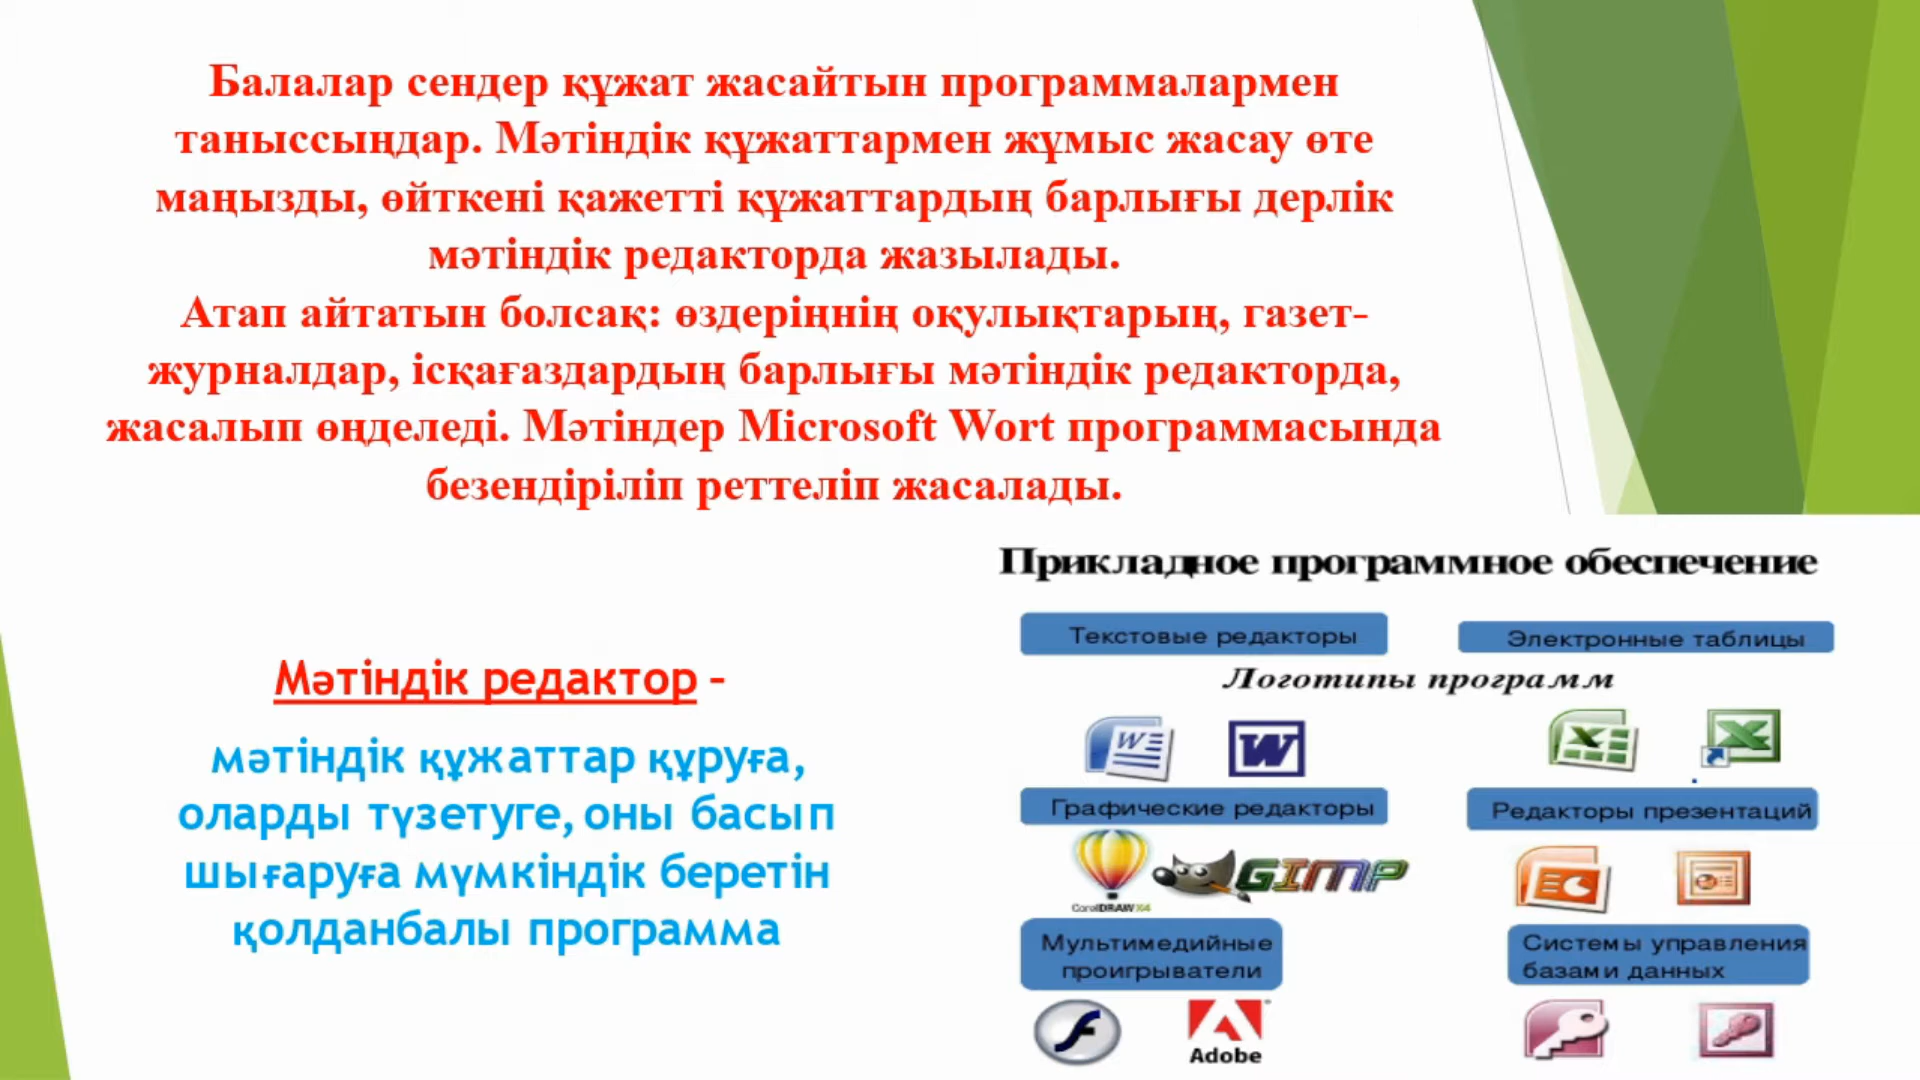 Балалар сендер құжат жасайтын программалармен
таныссыңдар. Мәтіндік құжаттармен жұмыс жасау өте
маңызды, өйткені қажетті құжаттардың барлығы дерлік
мәтіндік редакторда жазылады.
Атап айтатын болсақ: өздеріңнің оқулықтарың, газет-
журналдар, ісқағаздардың барлығы мәтіндік редакторда,
жасалып өңделеді. Мәтіндер Microsoft Wort программасында
безендіріліп реттеліп жасалады.
Мәтіндік редактор –
мәтіндік құжаттар құруға,
оларды түзетуге, оны басып
шығаруға мүмкіндік беретін
қолданбалы программа
Прикладное программное обеспечение
Текстовые редакторы
Электронные таблицы
Логотипы программ
Графические редакторы
Редакторы презентаций
CorelDRAW X4
GIMP
Мультимедийные
проигрыватели
Системы управления
базами данных
Adobe